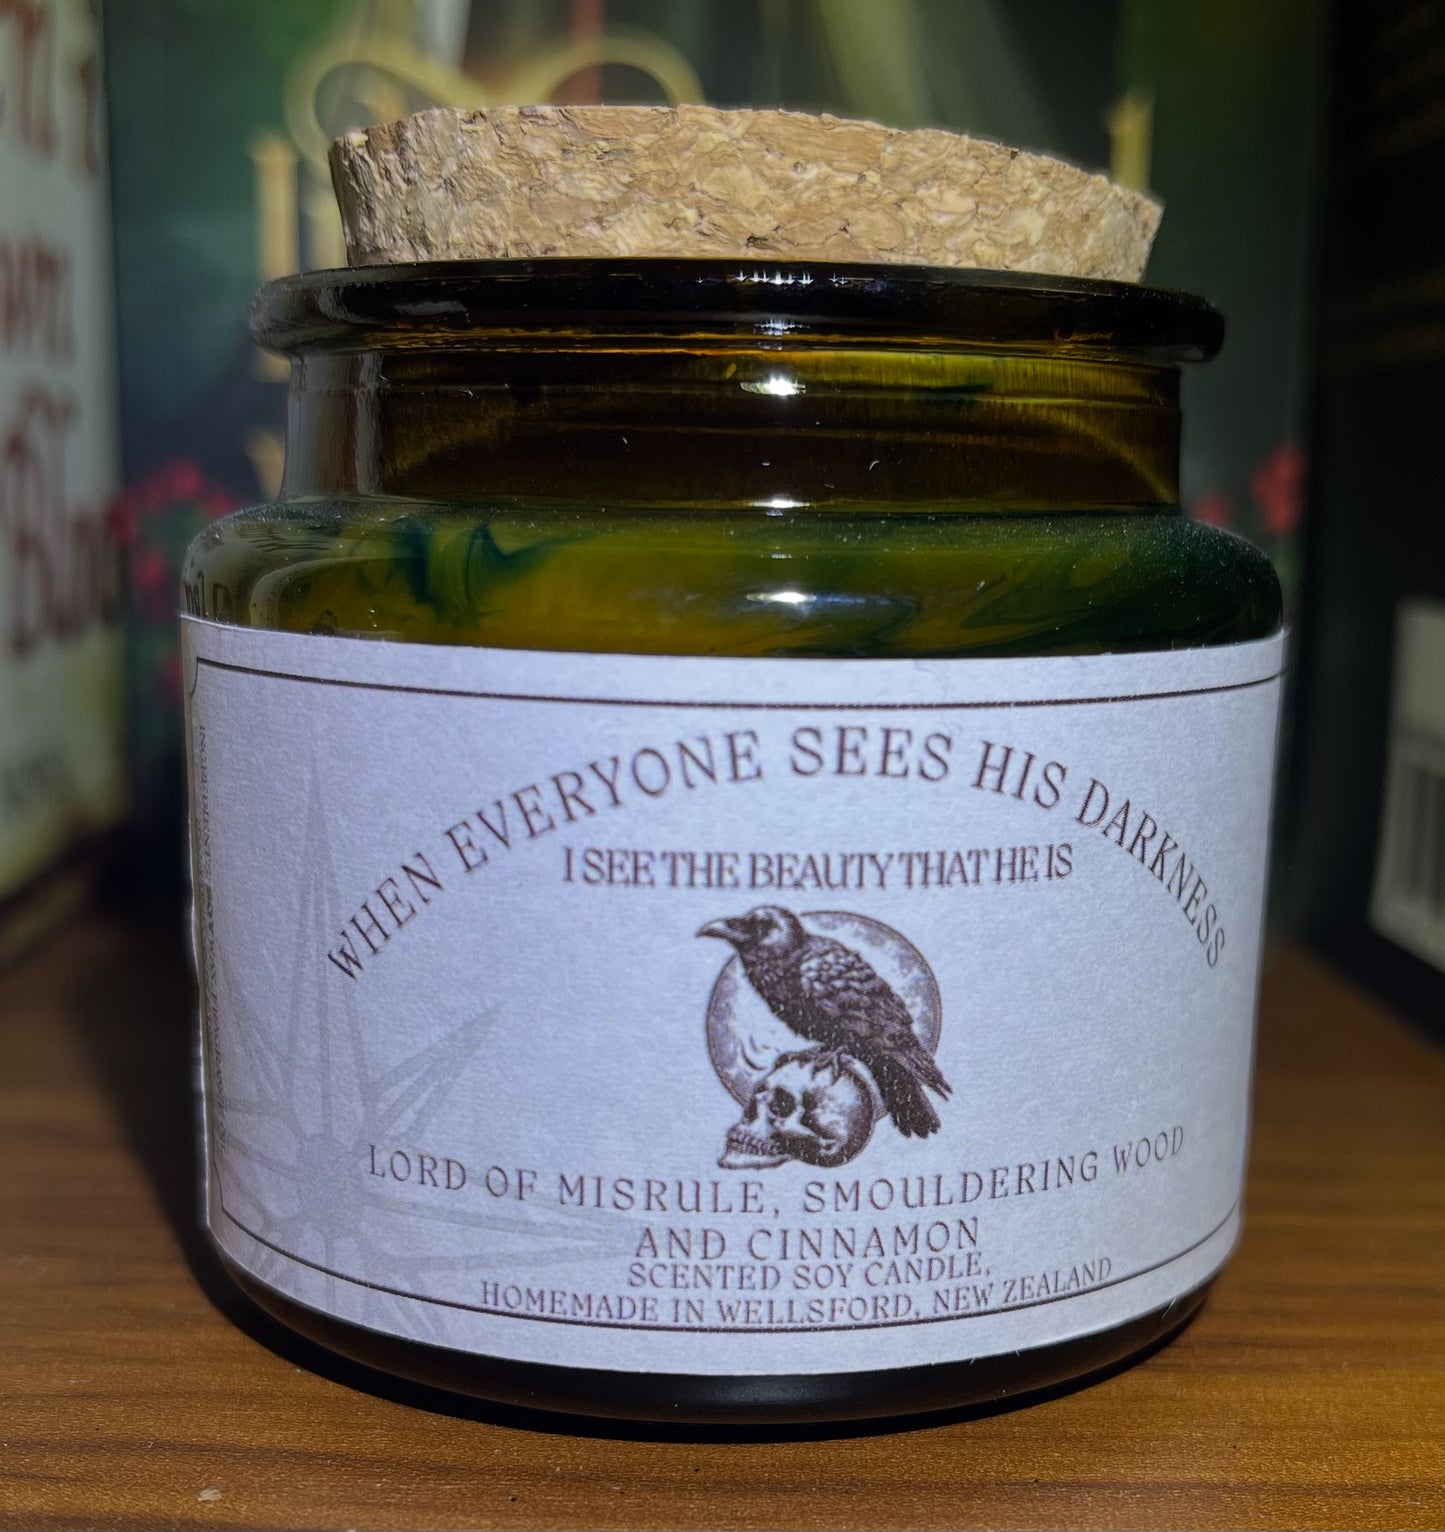 WHEN EVERYONE SEES HIS DARKNESS
I SEE THE BEAUTY THAT HE IS
LORD OF MISRULE, SMOULDERING WOOD
AND CINNAMON
SCENTED SOY CANDLE,
HOMEMADE IN WELLSFORD, NEW ZEALAND